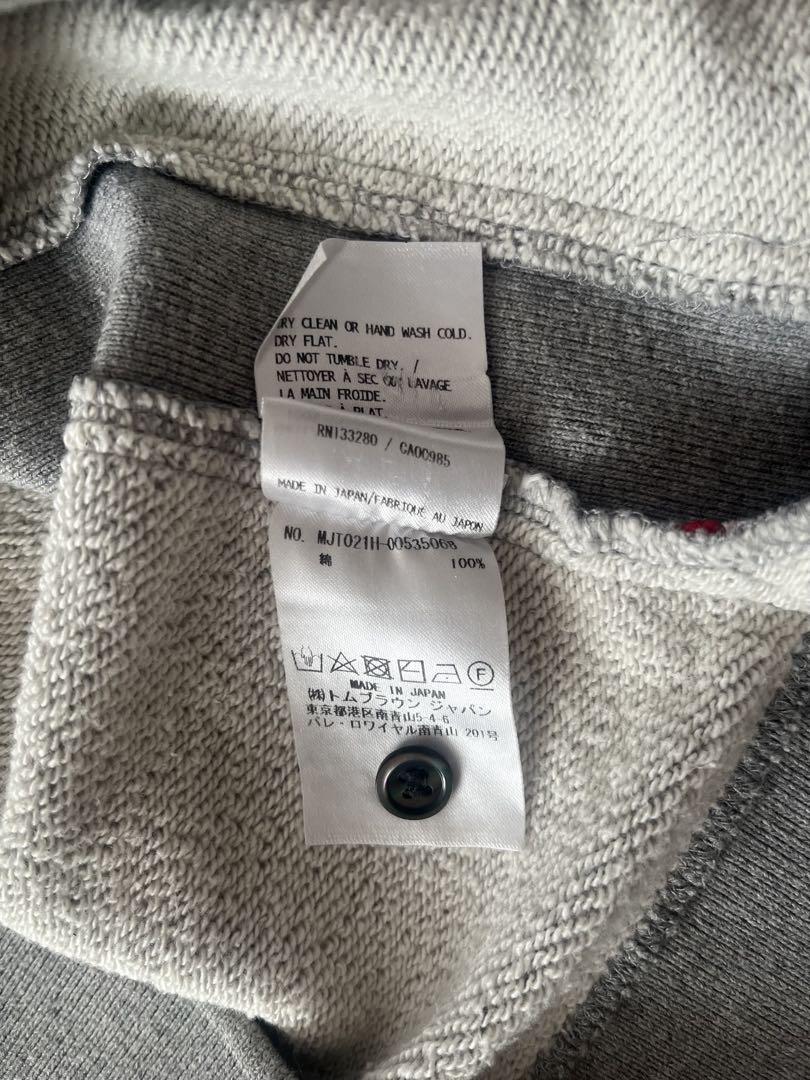 RY CLEAN OR HAND WASH COLD.
DRY FLAT.
DO NOT TUMBLE DRY. /
NETTOYER À SEC OU LAVAGE
LA MAIN FROIDE.
À PLAT.
RN133280 / CA00985
MADE IN JAPAN/FABRIQUÉ AU JAPON
NO. MJT021H-00535068
綿 100%
F
MADE IN JAPAN
(株)トムブラウン ジャパン
東京都港区南青山5-4-6
パレ・ロワイヤル南青山 201号